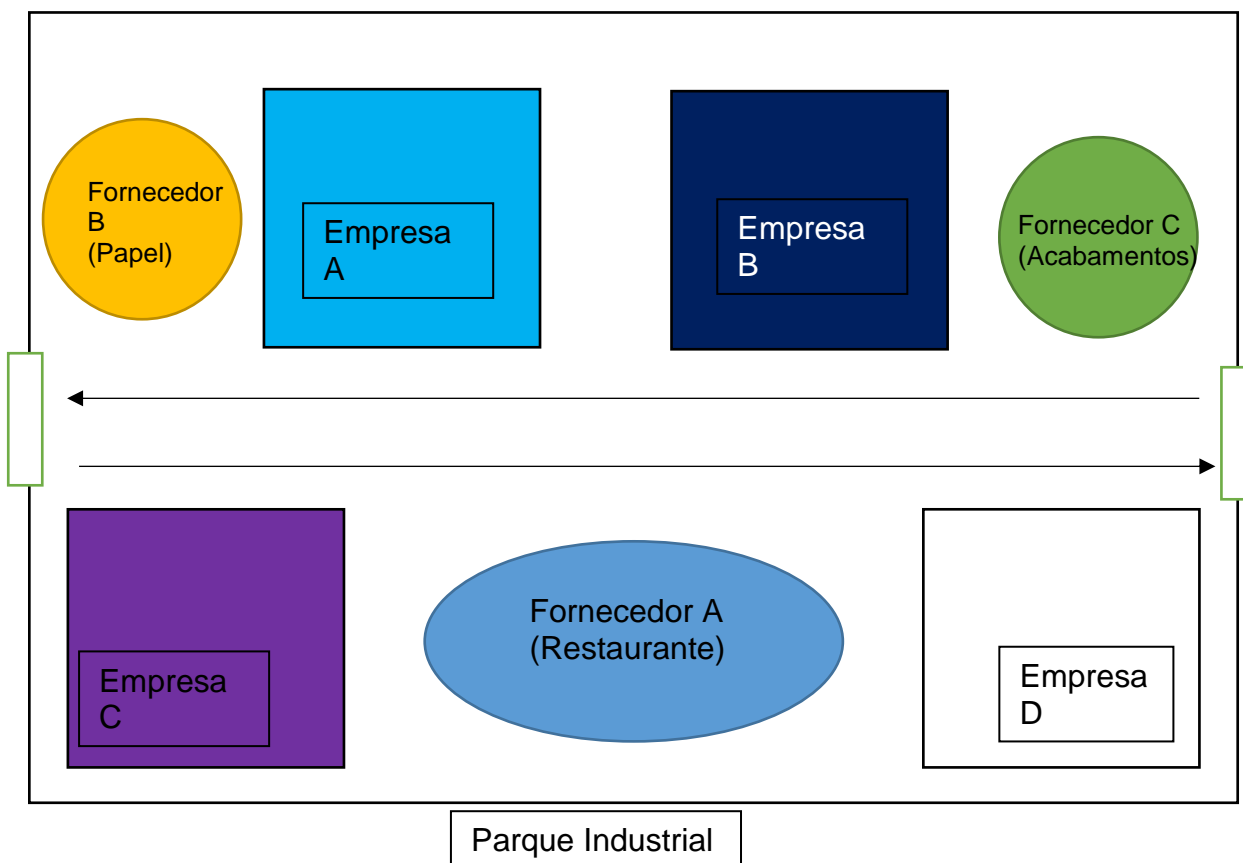 Fornecedor
B
(Papel)
Empresa
A
Empresa
B
Fornecedor C
(Acabamentos)
Empresa
C
Fornecedor A
(Restaurante)
Empresa
D
Parque Industrial